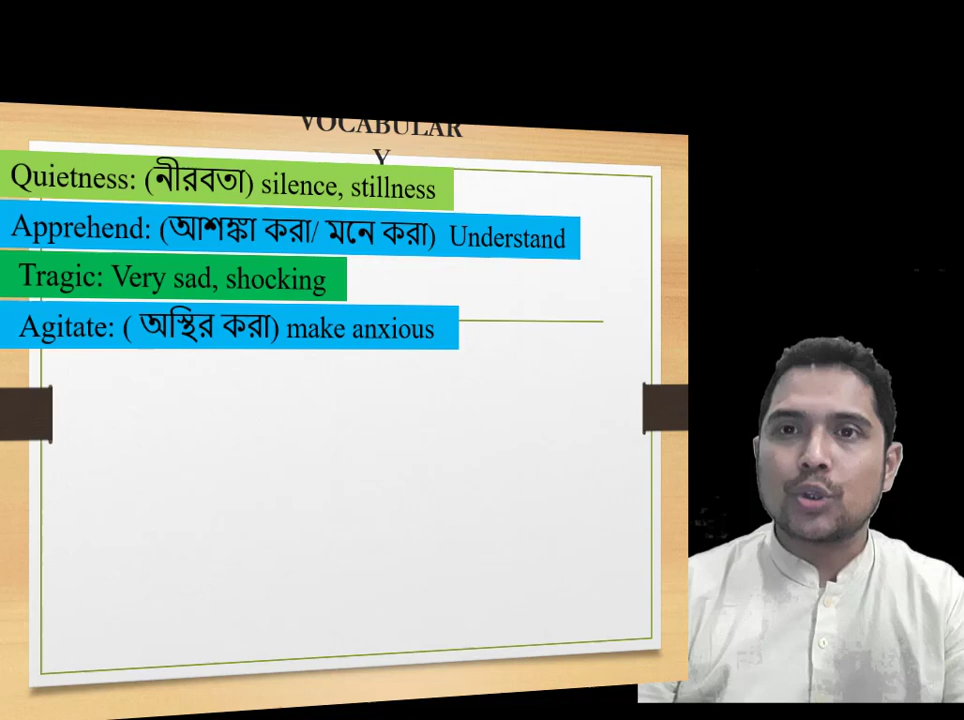 VOCABULAR
Y
Quietness: (নীরবতা) silence, stillness
Apprehend: (আশঙ্কা করা/ মনে করা) Understand
Tragic: Very sad, shocking
Agitate: ( অস্থির করা) make anxious